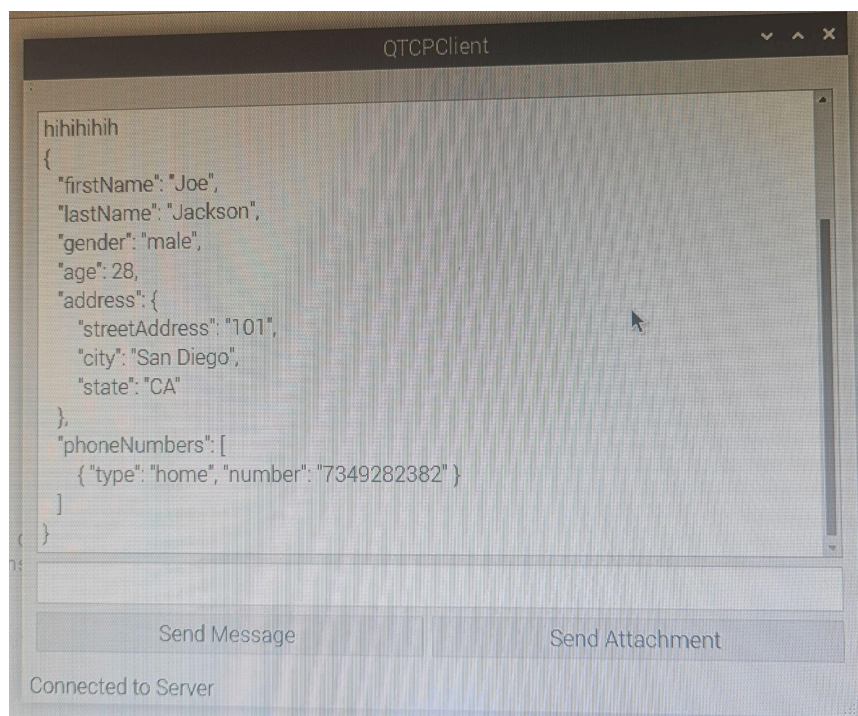 QTCPClient
hihihihih
{
"firstName": "Joe",
"lastName": "Jackson",
"gender": "male",
"age": 28,
"address": {
"streetAddress": "101",
"city": "San Diego",
"state": "CA"
},
"phoneNumbers": [
{ "type": "home", "number": "7349282382" }
]
}
Send Message
Send Attachment
Connected to Server